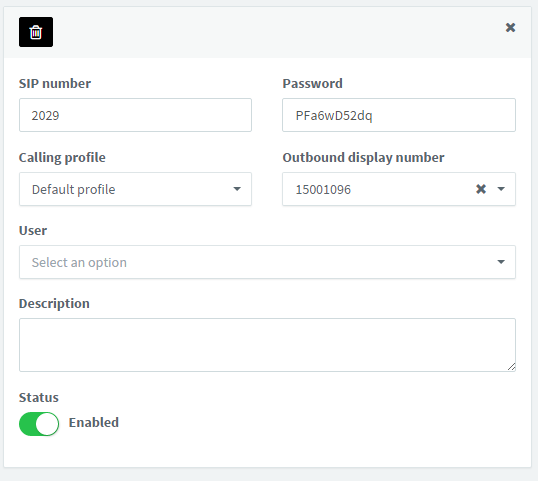 SIP number
Password
2029
PFa6wD52dq
Calling profile
Outbound display number
Default profile
15001096
User
Select an option
Description
Status
Enabled